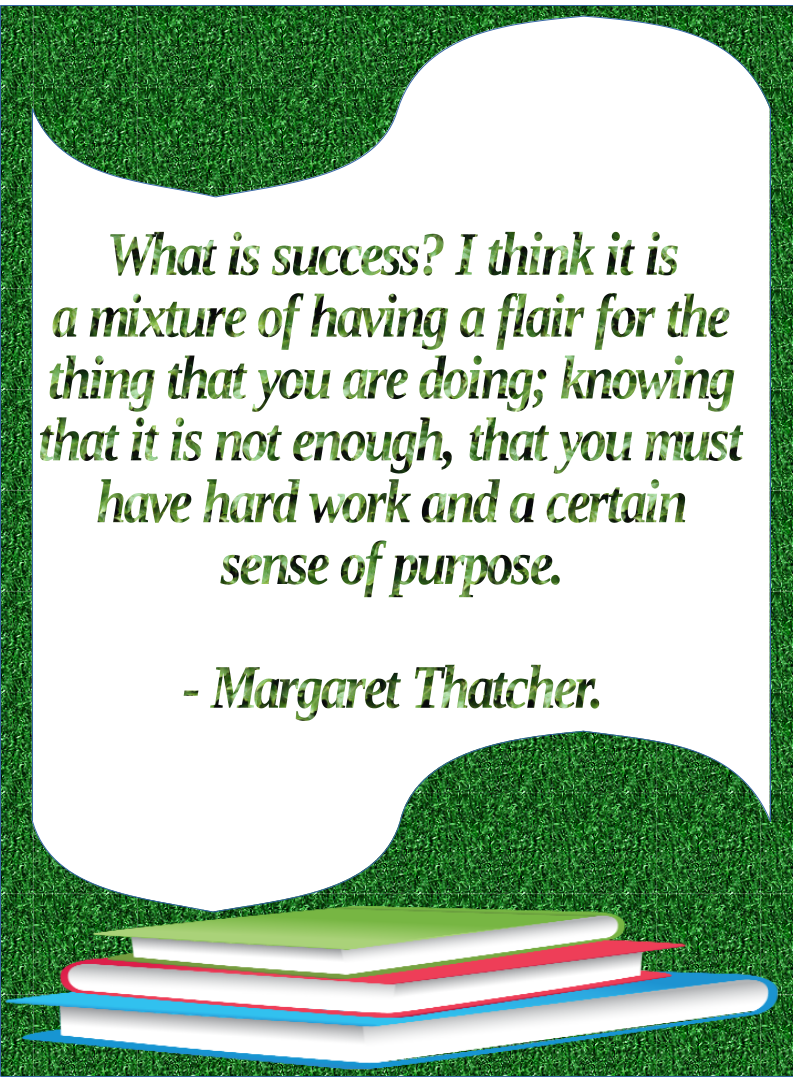 What is success? I think it is
a mixture of having a flair for the
thing that you are doing; knowing
that it is not enough, that you must
have hard work and a certain
sense of purpose.
- Margaret Thatcher.